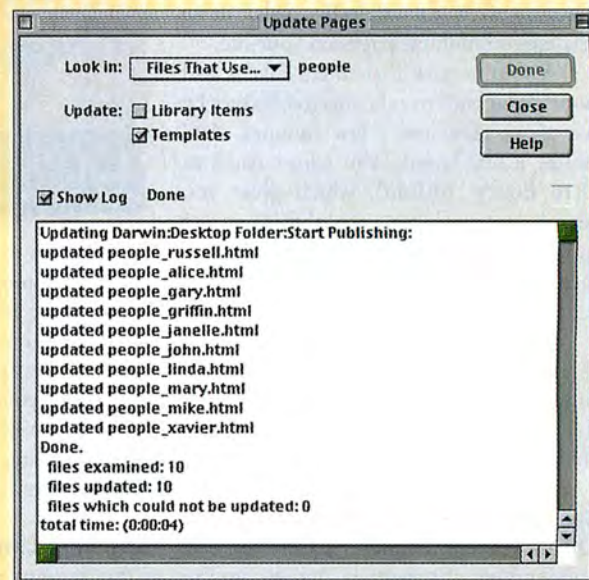 Update Pages
Look in: Files That Use... people
Done
Update: Library Items
Close
Templates
Help
Show Log Done
Updating Darwin:Desktop Folder:Start Publishing:
updated people_russell.html
updated people_alice.html
updated people_gary.html
updated people_griffin.html
updated people_janelle.html
updated people_john.html
updated people_linda.html
updated people_mary.html
updated people_mike.html
updated people_xavier.html
Done.
files examined: 10
files updated: 10
files which could not be updated: 0
total time: (0:00:04)